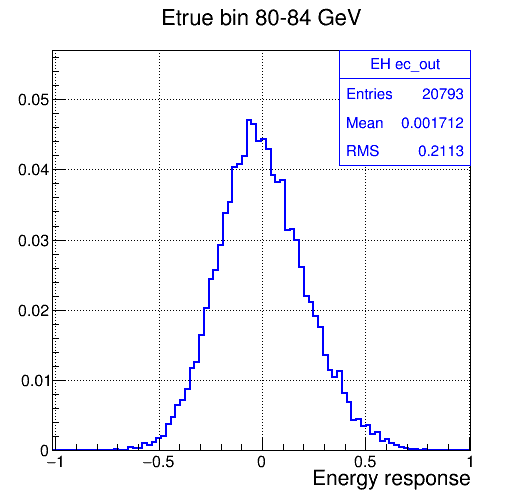 Etrue bin 80-84 GeV
EH ec_out
Entries 20793
Mean 0.001712
RMS 0.2113
0.05
0.04
0.03
0.02
0.01
0
−1 −0.5 0 0.5 1
Energy response